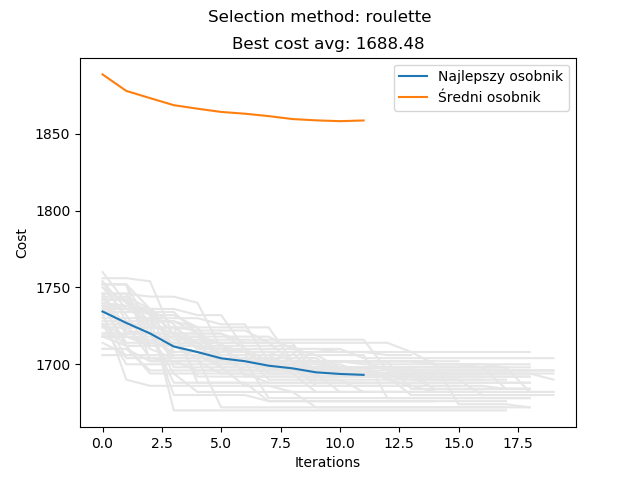 Selection method: roulette
Best cost avg: 1688.48
Najlepszy osobnik
Średni osobnik
1850
1800
1750
1700
Cost
0.0 2.5 5.0 7.5 10.0 12.5 15.0 17.5
Iterations